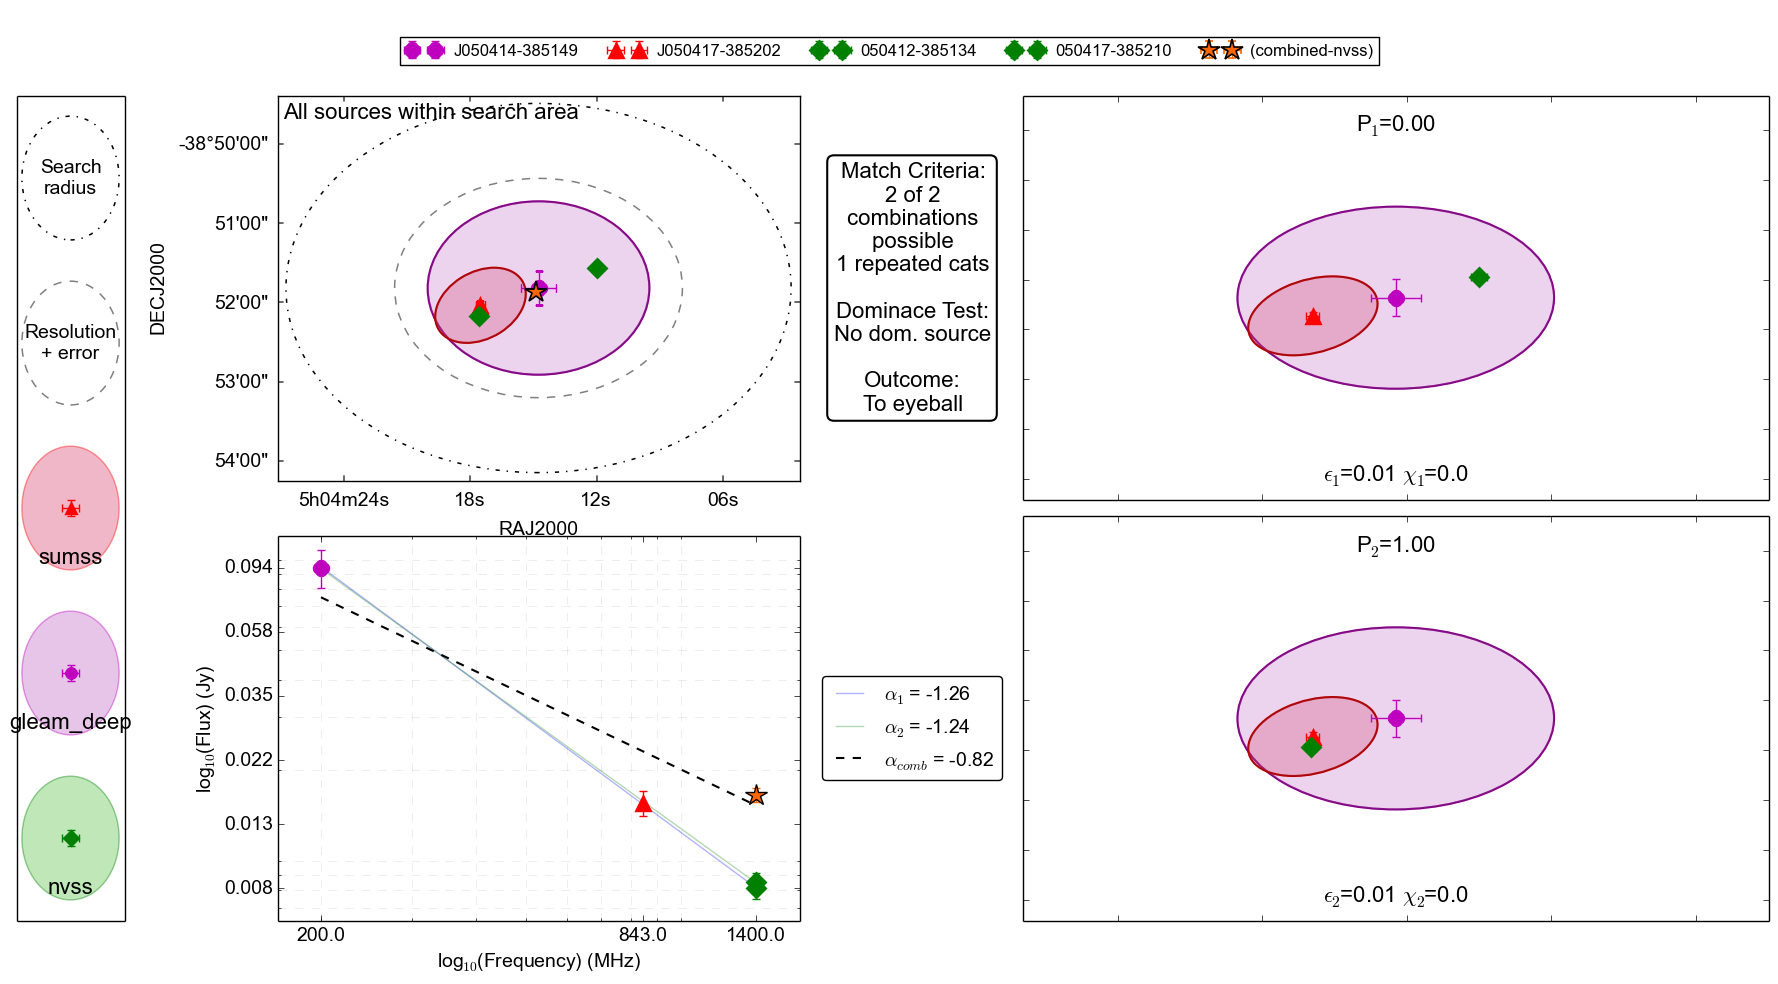 J050414-385149 J050417-385202 050412-385134 050417-385210 (combined-nvss)
Search
radius
Resolution
+ error
sumss
gleam_deep
nvss
All sources within search area
DECJ2000
-38°50'00"
51'00"
52'00"
53'00"
54'00"
5h04m24s 18s 12s 06s
RAJ2000
Match Criteria:
2 of 2
combinations
possible
1 repeated cats
Dominace Test:
No dom. source
Outcome:
To eyeball
P₁=0.00
ϵ₁=0.01 χ₁=0.0
P₂=1.00
ϵ₂=0.01 χ₂=0.0
log₁₀(Flux) (Jy)
0.094
0.058
0.035
0.022
0.013
0.008
200.0 843.0 1400.0
log₁₀(Frequency) (MHz)
α₁ = -1.26
α₂ = -1.24
α_comb = -0.82